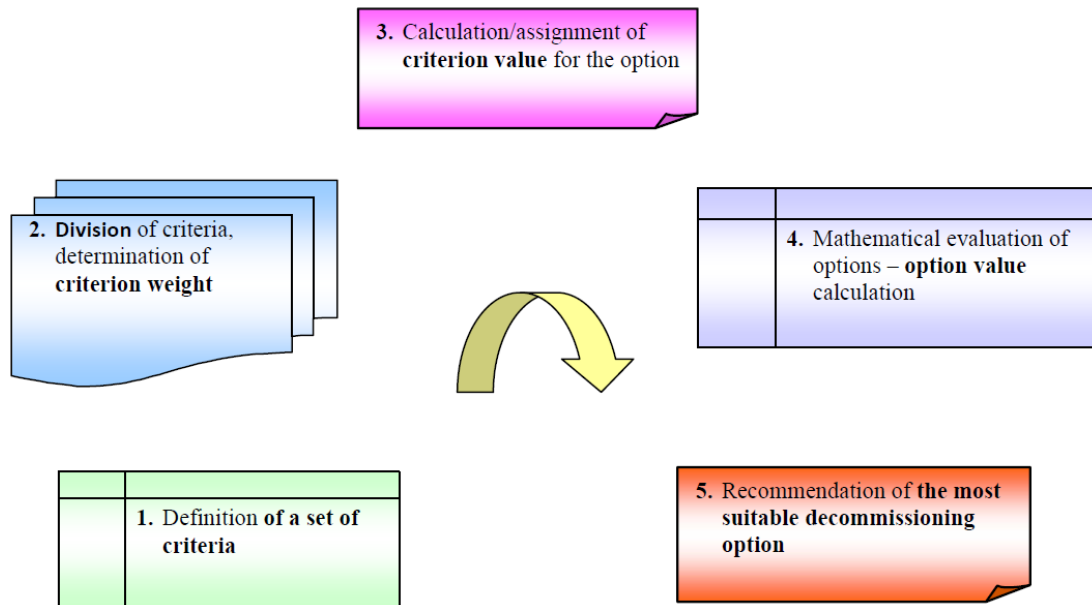 3. Calculation/assignment of
criterion value for the option
2. Division of criteria,
determination of
criterion weight
4. Mathematical evaluation of
options – option value
calculation
1. Definition of a set of
criteria
5. Recommendation of the most
suitable decommissioning
option